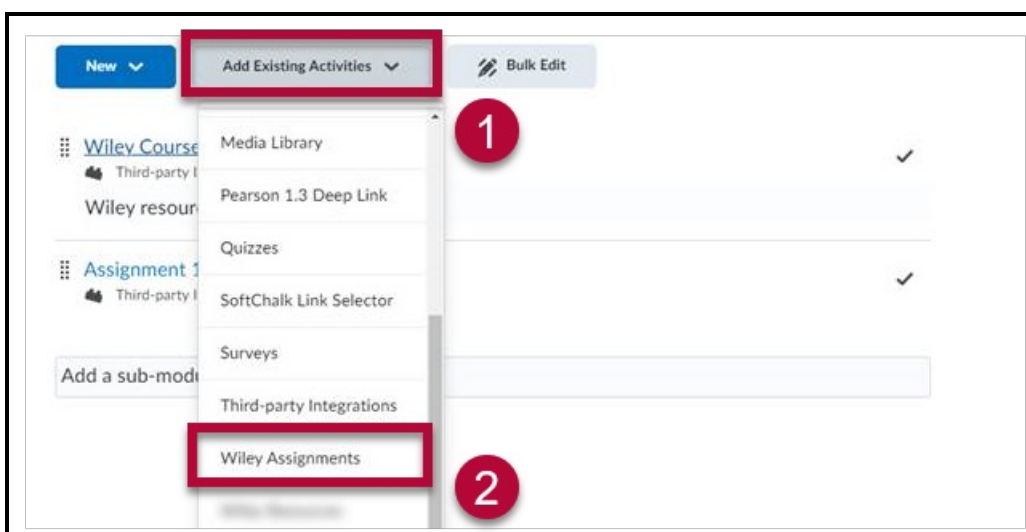 New
Add Existing Activities
Bulk Edit
1
Wiley Course
Third-party I
Wiley resour
Assignment 1
Third-party I
Add a sub-modu
Media Library
Pearson 1.3 Deep Link
Quizzes
SoftChalk Link Selector
Surveys
Third-party Integrations
Wiley Assignments
2